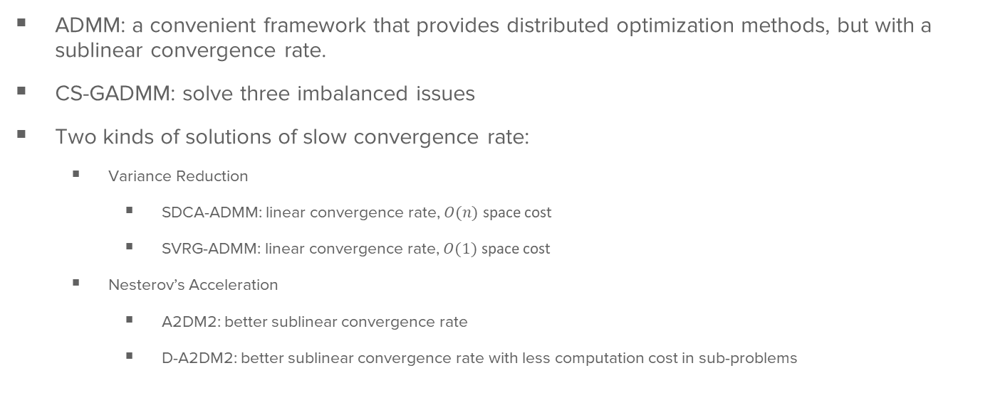 ▪ ADMM: a convenient framework that provides distributed optimization methods, but with a
sublinear convergence rate.
▪ CS-GADMM: solve three imbalanced issues
▪ Two kinds of solutions of slow convergence rate:
▪ Variance Reduction
▪ SDCA-ADMM: linear convergence rate, O(n) space cost
▪ SVRG-ADMM: linear convergence rate, O(1) space cost
▪ Nesterov’s Acceleration
▪ A2DM2: better sublinear convergence rate
▪ D-A2DM2: better sublinear convergence rate with less computation cost in sub-problems